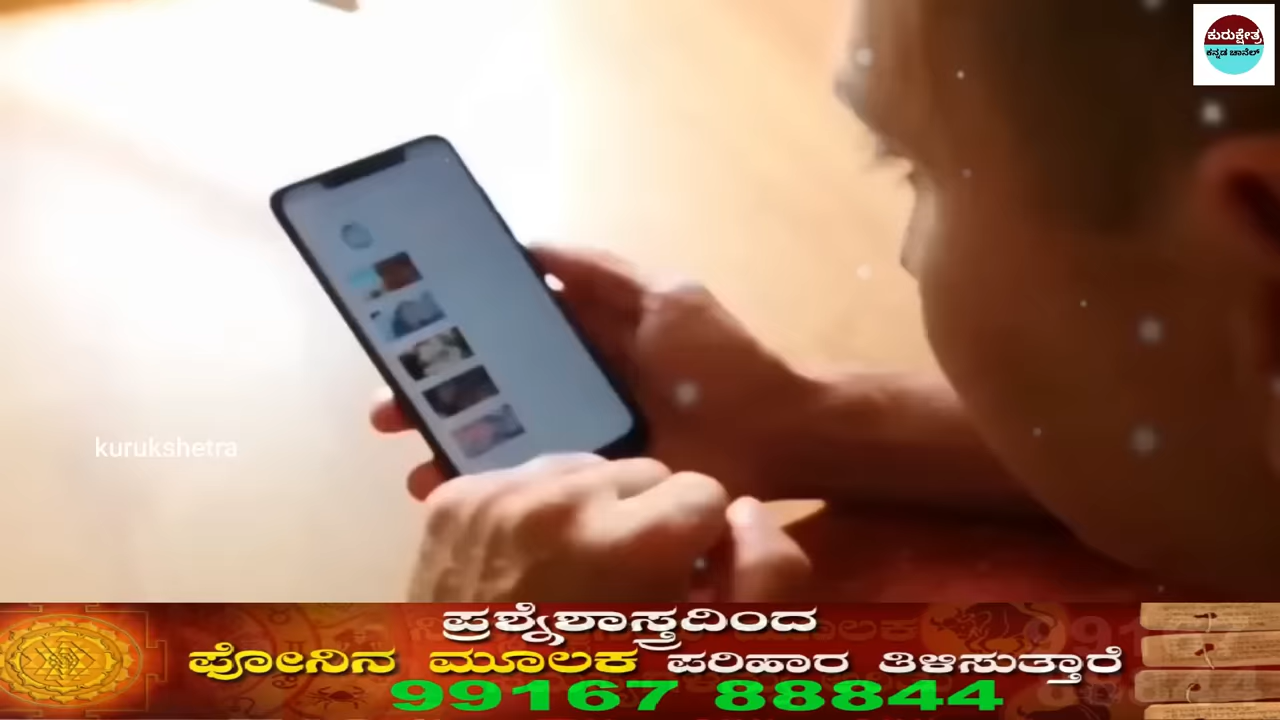 ಕುರುಕ್ಷೇತ್ರ
ಕನ್ನಡ ಚಾನೆಲ್
kurukshetra
ಪ್ರಶ್ನೆಶಾಸ್ತ್ರದಿಂದ
ಫೋನಿನ ಮೂಲಕ ಪರಿಹಾರ ತಿಳಿಸುತ್ತಾರೆ
99167 88844